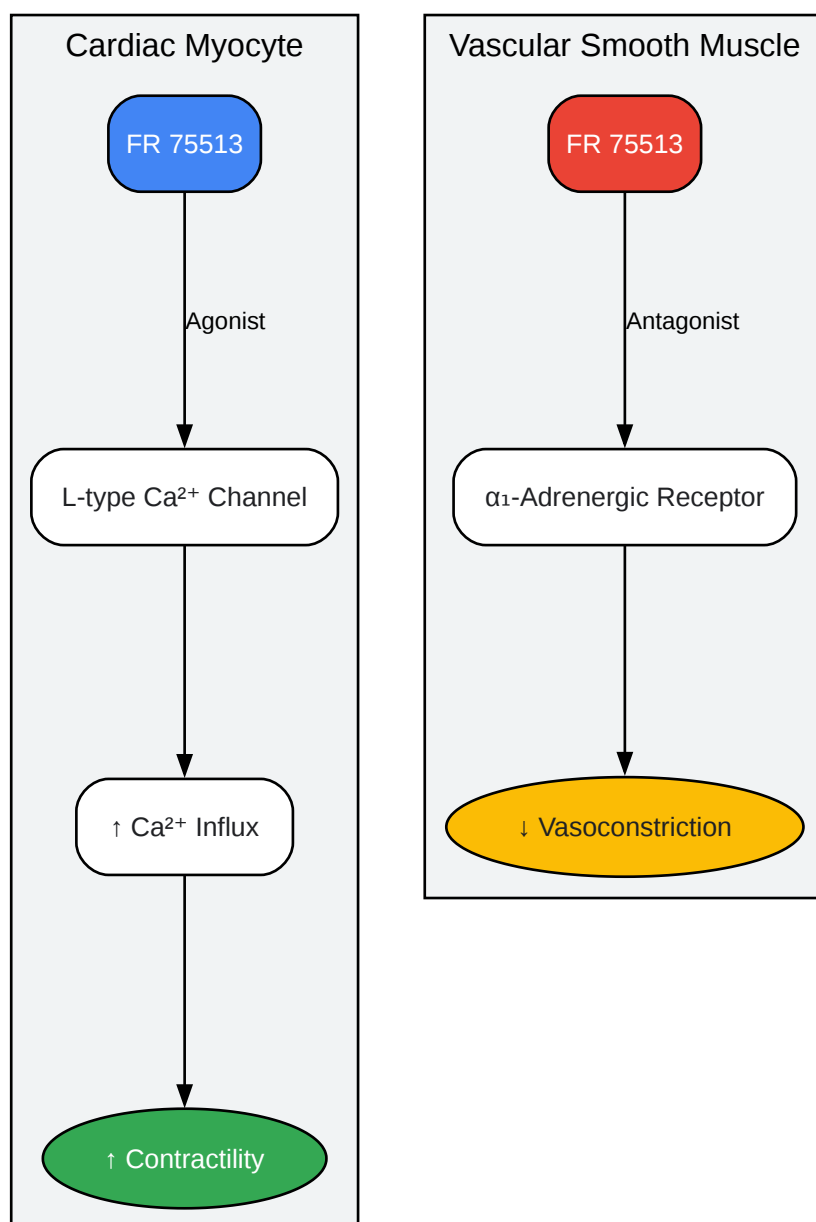 Cardiac Myocyte
FR 75513
Agonist
L-type Ca²⁺ Channel
↑ Ca²⁺ Influx
↑ Contractility
Vascular Smooth Muscle
FR 75513
Antagonist
α₁-Adrenergic Receptor
↓ Vasoconstriction